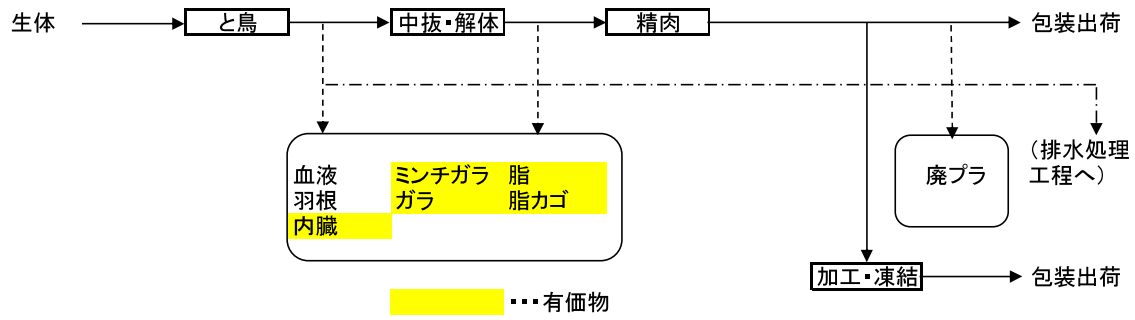 生体
と鳥
中抜・解体
精肉
包装出荷
(排水処理
工程へ)
血液 ミンチガラ 脂
羽根 ガラ 脂カゴ
内臓
廃プラ
加工・凍結
包装出荷
・・・有価物